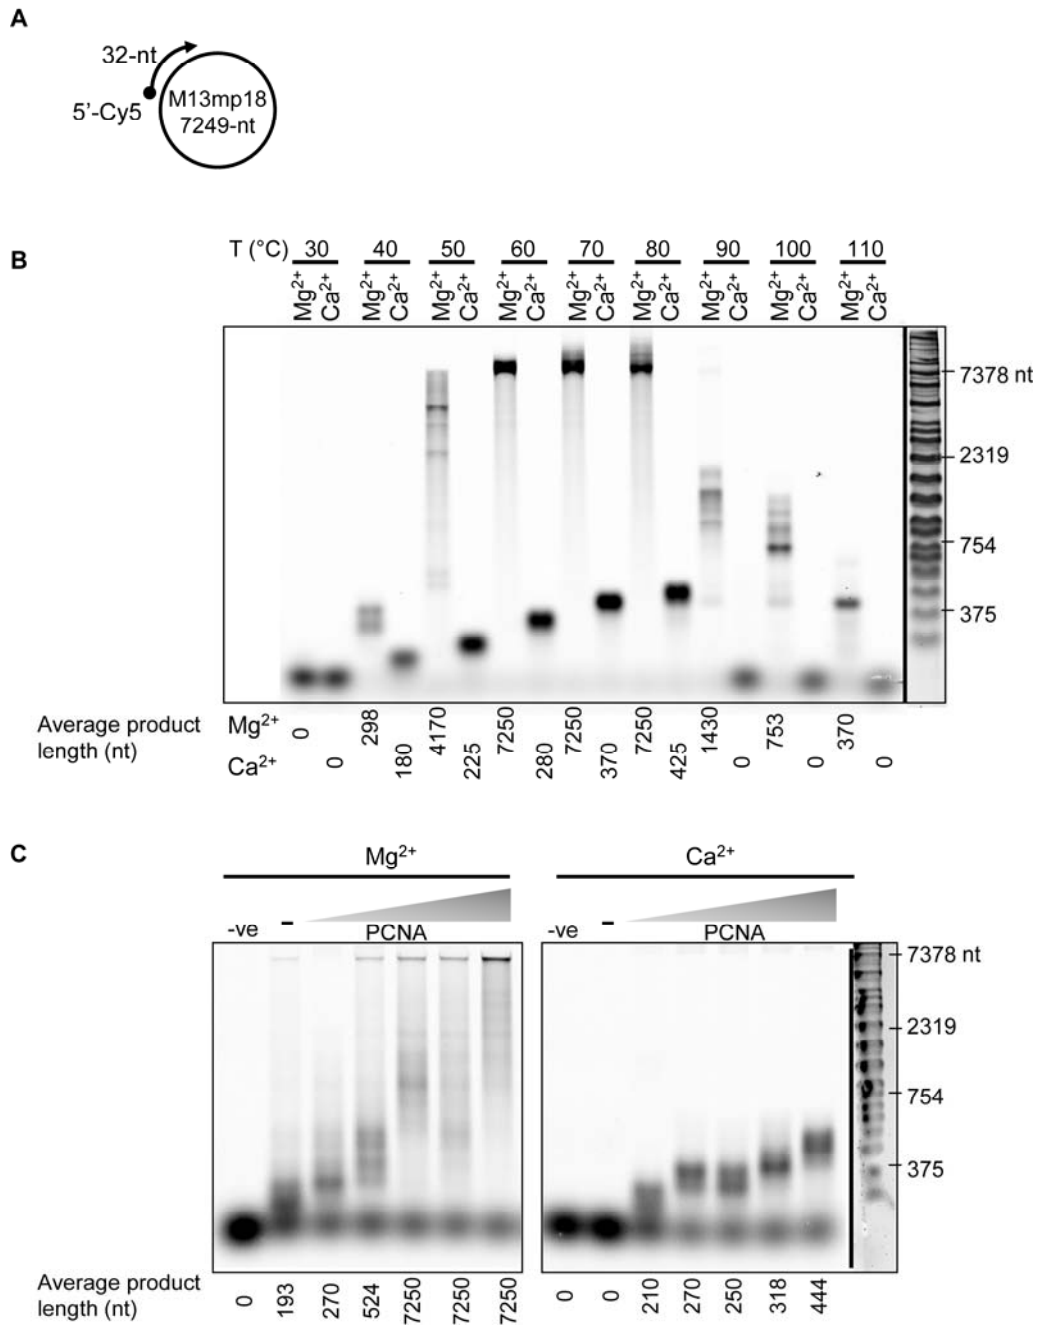 A
32-nt
5'-Cy5
M13mp18
7249-nt
B
T (°C) 30 40 50 60 70 80 90 100 110
Mg²⁺ Ca²⁺ Mg²⁺ Ca²⁺ Mg²⁺ Ca²⁺ Mg²⁺ Ca²⁺ Mg²⁺ Ca²⁺ Mg²⁺ Ca²⁺ Mg²⁺ Ca²⁺ Mg²⁺ Ca²⁺ Mg²⁺ Ca²⁺
7378 nt
2319
754
375
Average product
length (nt)
Mg²⁺ 0 298 4170 7250 7250 7250 1430 753 370
Ca²⁺ 0 180 225 280 370 425 0 0 0
C
Mg²⁺ Ca²⁺
-ve – PCNA -ve – PCNA
7378 nt
2319
754
375
Average product
length (nt)
0 193 270 524 7250 7250 7250 0 0 210 270 250 318 444